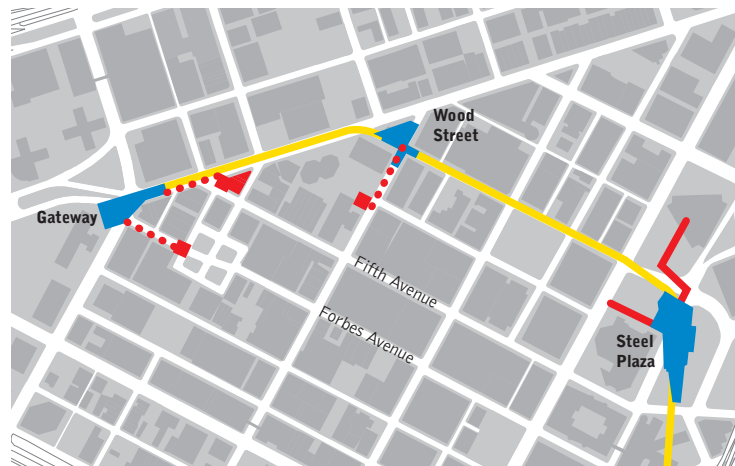 Wood
Street
Gateway
Fifth Avenue
Forbes Avenue
Steel
Plaza